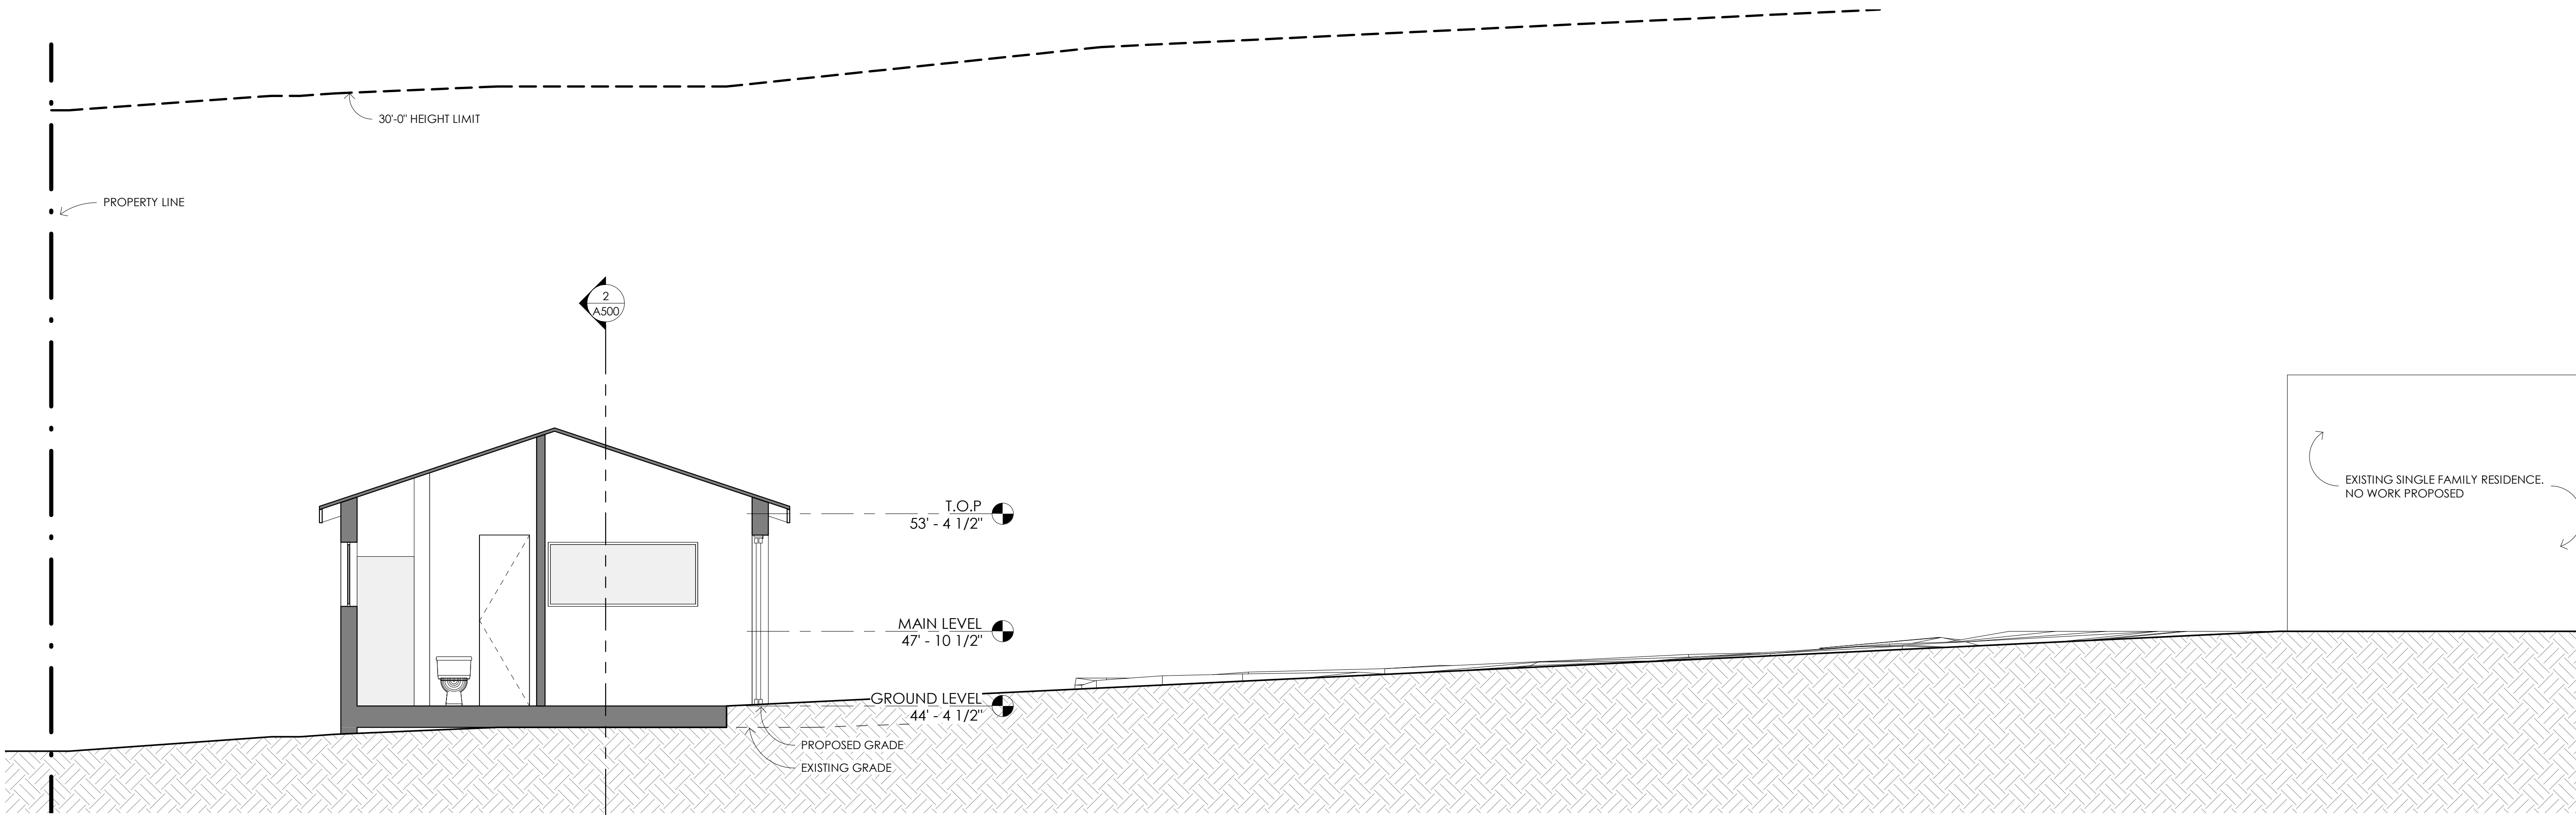 30'-0" HEIGHT LIMIT
PROPERTY LINE
2
A500
T.O.P
53' - 4 1/2"
EXISTING SINGLE FAMILY RESIDENCE.
NO WORK PROPOSED
MAIN LEVEL
47' - 10 1/2"
GROUND LEVEL
44' - 4 1/2"
PROPOSED GRADE
EXISTING GRADE